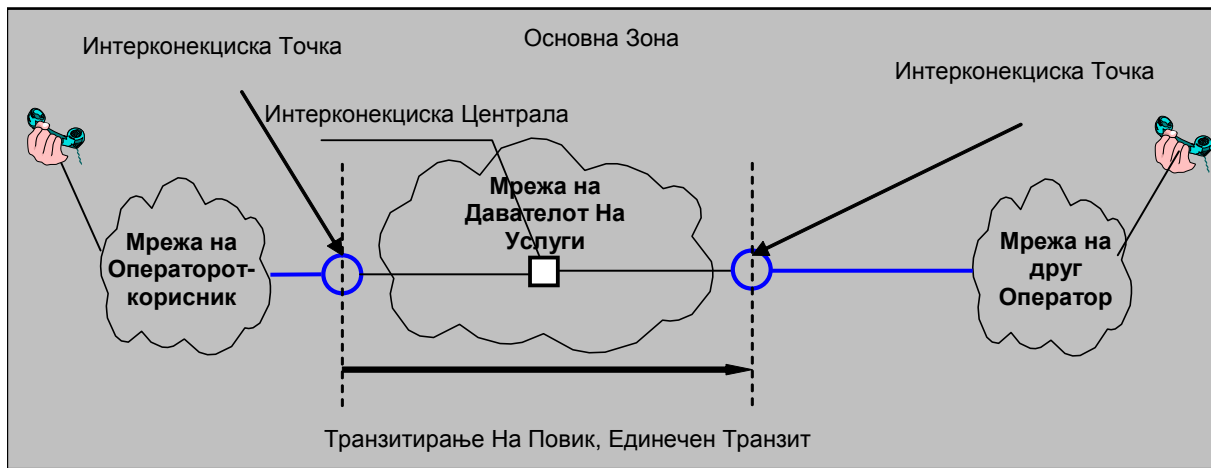 Основна Зона
Интерконекциска Точка
Интерконекциска Точка
Интерконекциска Централа
Мрежа на
Давателот На
Услуги
Мрежа на
Операторот-
корисник
Мрежа на
друг
Оператор
Транзитирање На Повик, Единечен Транзит